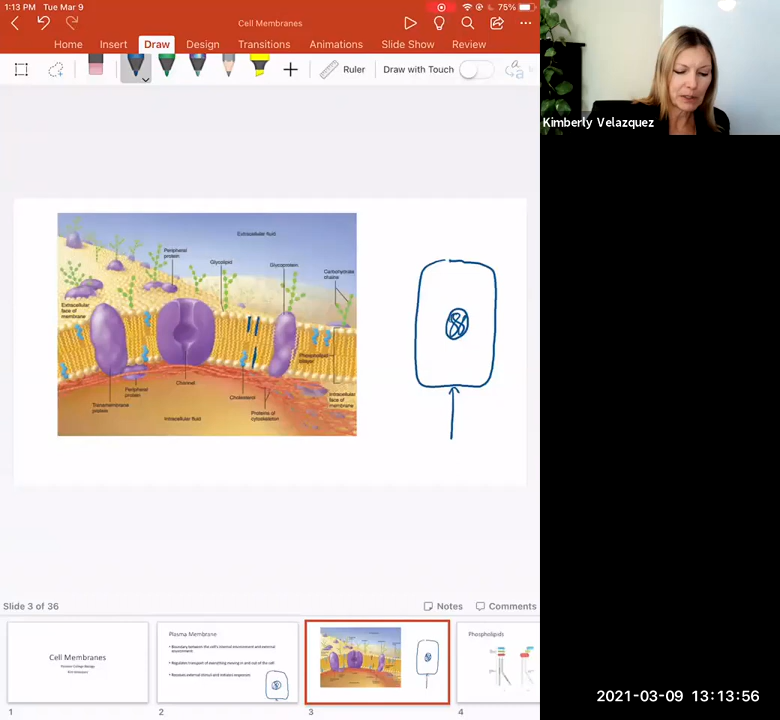 1:13 PM Tue Mar 9
75%
Cell Membranes
Home Insert Draw Design Transitions Animations Slide Show Review
Ruler
Draw with Touch
Extracellular fluid
Peripheral
protein
Glycolipid
Glycoprotein
Carbohydrate
chains
Extracellular
face of
membrane
Phospholipid
bilayer
Channel
Peripheral
protein
Cholesterol
Transmembrane
protein
Intracellular
face of
membrane
Intracellular fluid
Proteins of
cytoskeleton
Kimberly Velazquez
Slide 3 of 36
Notes
Comments
Cell Membranes
Plasma Membrane
• Boundary between the cell's internal environment and external
environment
• Regulates transport of everything moving in and out of the cell
• Receives external stimuli and initiates responses
Phospholipids
1
2
3
4
2021-03-09 13:13:56